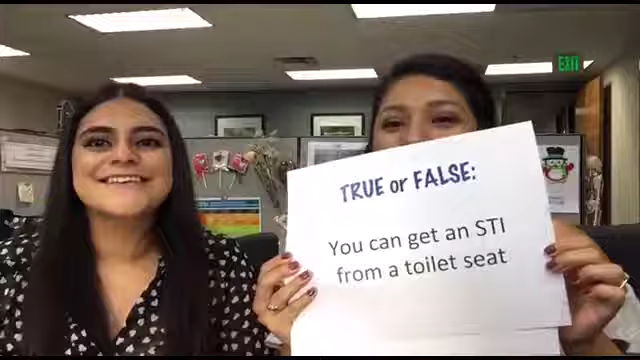 EXIT
TRUE or FALSE:
You can get an STI
from a toilet seat